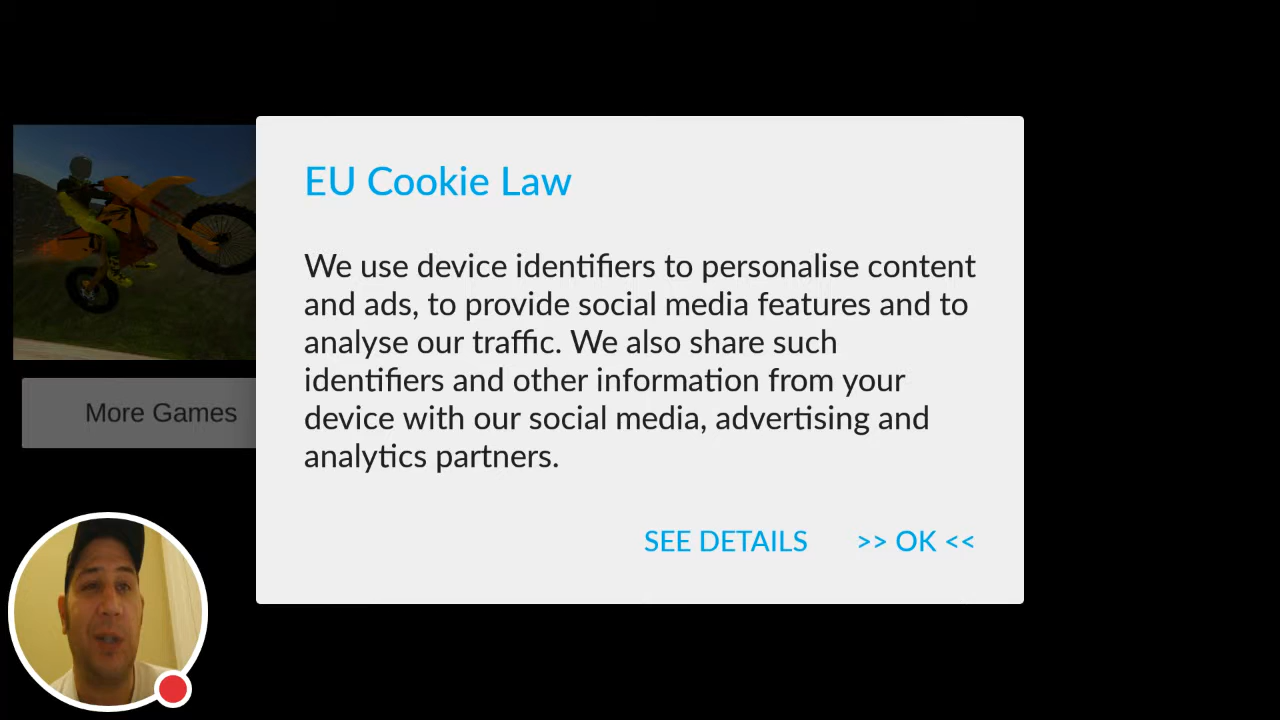 EU Cookie Law
We use device identifiers to personalise content
and ads, to provide social media features and to
analyse our traffic. We also share such
identifiers and other information from your
device with our social media, advertising and
analytics partners.
More Games
SEE DETAILS >> OK <<